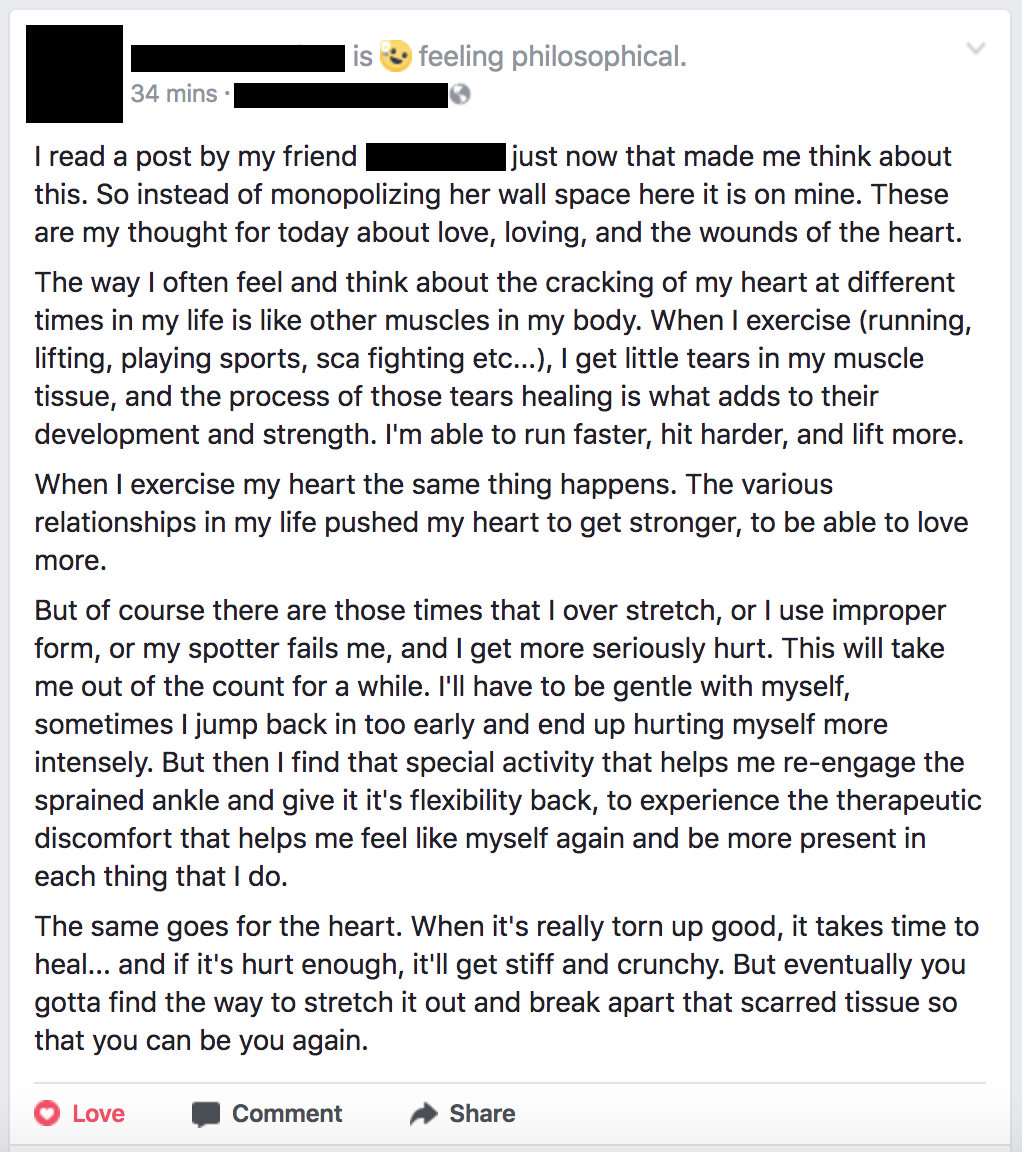 is feeling philosophical.
34 mins ·
I read a post by my friend just now that made me think about
this. So instead of monopolizing her wall space here it is on mine. These
are my thought for today about love, loving, and the wounds of the heart.
The way I often feel and think about the cracking of my heart at different
times in my life is like other muscles in my body. When I exercise (running,
lifting, playing sports, sca fighting etc...), I get little tears in my muscle
tissue, and the process of those tears healing is what adds to their
development and strength. I'm able to run faster, hit harder, and lift more.
When I exercise my heart the same thing happens. The various
relationships in my life pushed my heart to get stronger, to be able to love
more.
But of course there are those times that I over stretch, or I use improper
form, or my spotter fails me, and I get more seriously hurt. This will take
me out of the count for a while. I'll have to be gentle with myself,
sometimes I jump back in too early and end up hurting myself more
intensely. But then I find that special activity that helps me re-engage the
sprained ankle and give it it's flexibility back, to experience the therapeutic
discomfort that helps me feel like myself again and be more present in
each thing that I do.
The same goes for the heart. When it's really torn up good, it takes time to
heal... and if it's hurt enough, it'll get stiff and crunchy. But eventually you
gotta find the way to stretch it out and break apart that scarred tissue so
that you can be you again.
Love Comment Share